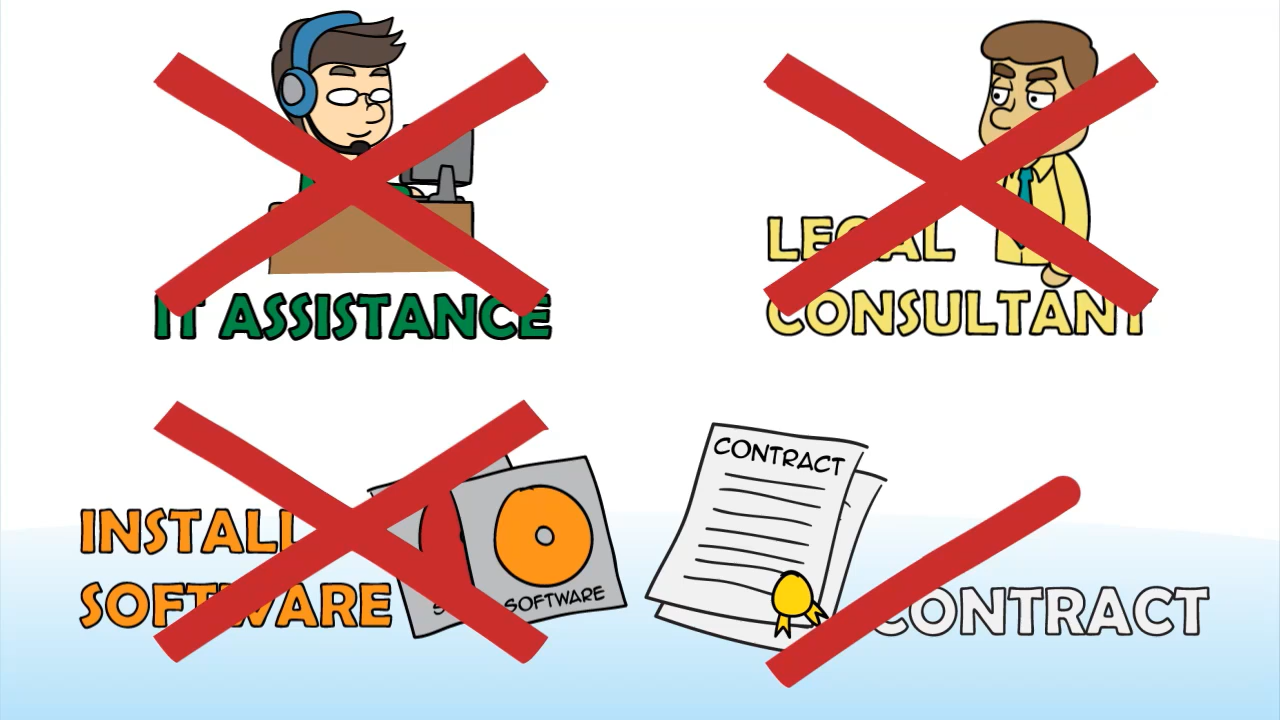 IT ASSISTANCE
LEGAL
CONSULTANT
INSTALL
SOFTWARE
SOFTWARE
CONTRACT
CONTRACT